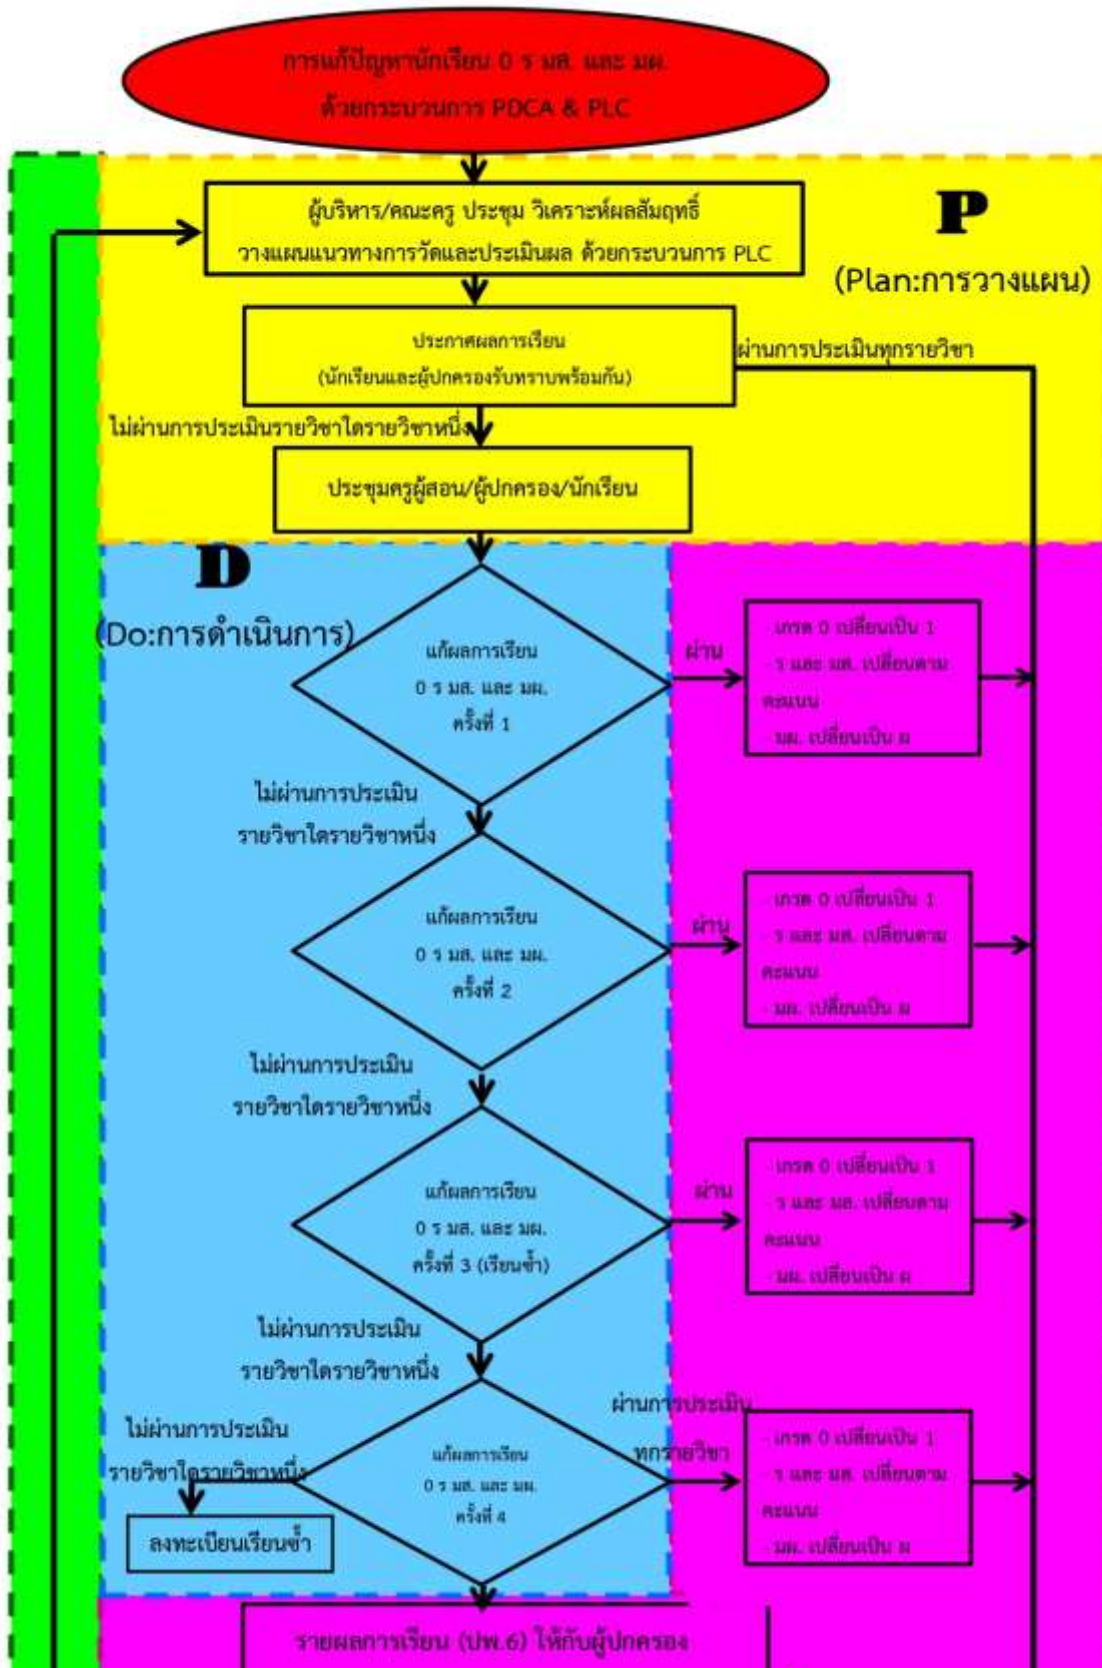 การแก้ปัญหานักเรียน 0 ร มส. และ มผ.
ด้วยกระบวนการ PDCA & PLC
ผู้บริหาร/คณะครู ประชุม วิเคราะห์ผลสัมฤทธิ์
วางแผนแนวทางการวัดและประเมินผล ด้วยกระบวนการ PLC
P
(Plan:การวางแผน)
ประกาศผลการเรียน
(นักเรียนและผู้ปกครองรับทราบพร้อมกัน)
ผ่านการประเมินทุกรายวิชา
ไม่ผ่านการประเมินรายวิชาใดรายวิชาหนึ่ง
ประชุมครูผู้สอน/ผู้ปกครอง/นักเรียน
D
(Do:การดำเนินการ)
แก้ผลการเรียน
0 ร มส. และ มผ.
ครั้งที่ 1
ผ่าน
- เกรด 0 เปลี่ยนเป็น 1
- ร และ มส. เปลี่ยนตาม
คะแนน
- มผ. เปลี่ยนเป็น ผ
ไม่ผ่านการประเมิน
รายวิชาใดรายวิชาหนึ่ง
แก้ผลการเรียน
0 ร มส. และ มผ.
ครั้งที่ 2
ผ่าน
- เกรด 0 เปลี่ยนเป็น 1
- ร และ มส. เปลี่ยนตาม
คะแนน
- มผ. เปลี่ยนเป็น ผ
ไม่ผ่านการประเมิน
รายวิชาใดรายวิชาหนึ่ง
แก้ผลการเรียน
0 ร มส. และ มผ.
ครั้งที่ 3 (เรียนซ้ำ)
ผ่าน
- เกรด 0 เปลี่ยนเป็น 1
- ร และ มส. เปลี่ยนตาม
คะแนน
- มผ. เปลี่ยนเป็น ผ
ไม่ผ่านการประเมิน
รายวิชาใดรายวิชาหนึ่ง
ไม่ผ่านการประเมิน
รายวิชาใดรายวิชาหนึ่ง
แก้ผลการเรียน
0 ร มส. และ มผ.
ครั้งที่ 4
ผ่านการประเมิน
ทุกรายวิชา
- เกรด 0 เปลี่ยนเป็น 1
- ร และ มส. เปลี่ยนตาม
คะแนน
- มผ. เปลี่ยนเป็น ผ
ลงทะเบียนเรียนซ้ำ
รายผลการเรียน (ปพ.6) ให้กับผู้ปกครอง